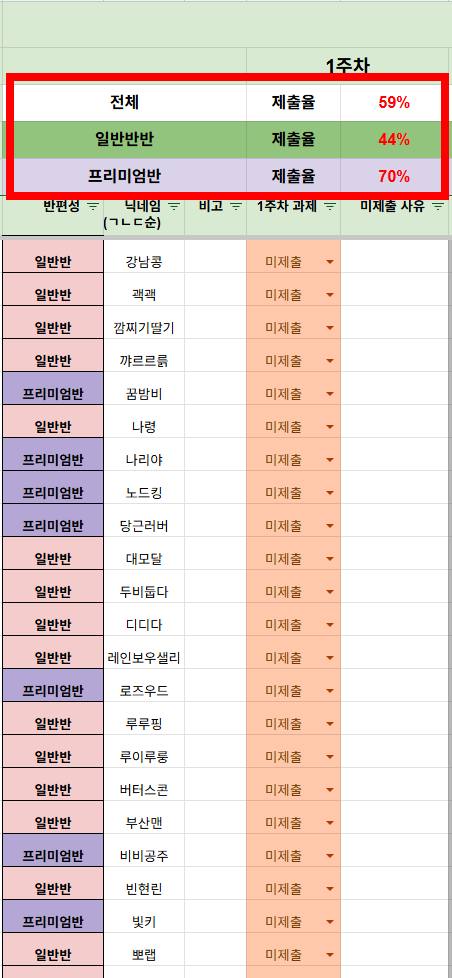 1주차
전체 제출율 59%
일반반반 제출율 44%
프리미엄반 제출율 70%
반편성 닉네임 비고 1주차 과제 미제출 사유
(ㄱㄴㄷ순)
일반반 강남콩 미제출
일반반 괙괙 미제출
일반반 깜찌기딸기 미제출
일반반 꺄르르륽 미제출
프리미엄반 꿈밤비 미제출
일반반 나령 미제출
프리미엄반 나리야 미제출
프리미엄반 노드킹 미제출
프리미엄반 당근러버 미제출
일반반 대모달 미제출
일반반 두비둡다 미제출
일반반 디디다 미제출
일반반 레인보우샐리 미제출
프리미엄반 로즈우드 미제출
일반반 루루핑 미제출
일반반 루이루룽 미제출
일반반 버터스콘 미제출
일반반 부산맨 미제출
프리미엄반 비비공주 미제출
일반반 빈현린 미제출
프리미엄반 빛키 미제출
일반반 뽀랩 미제출